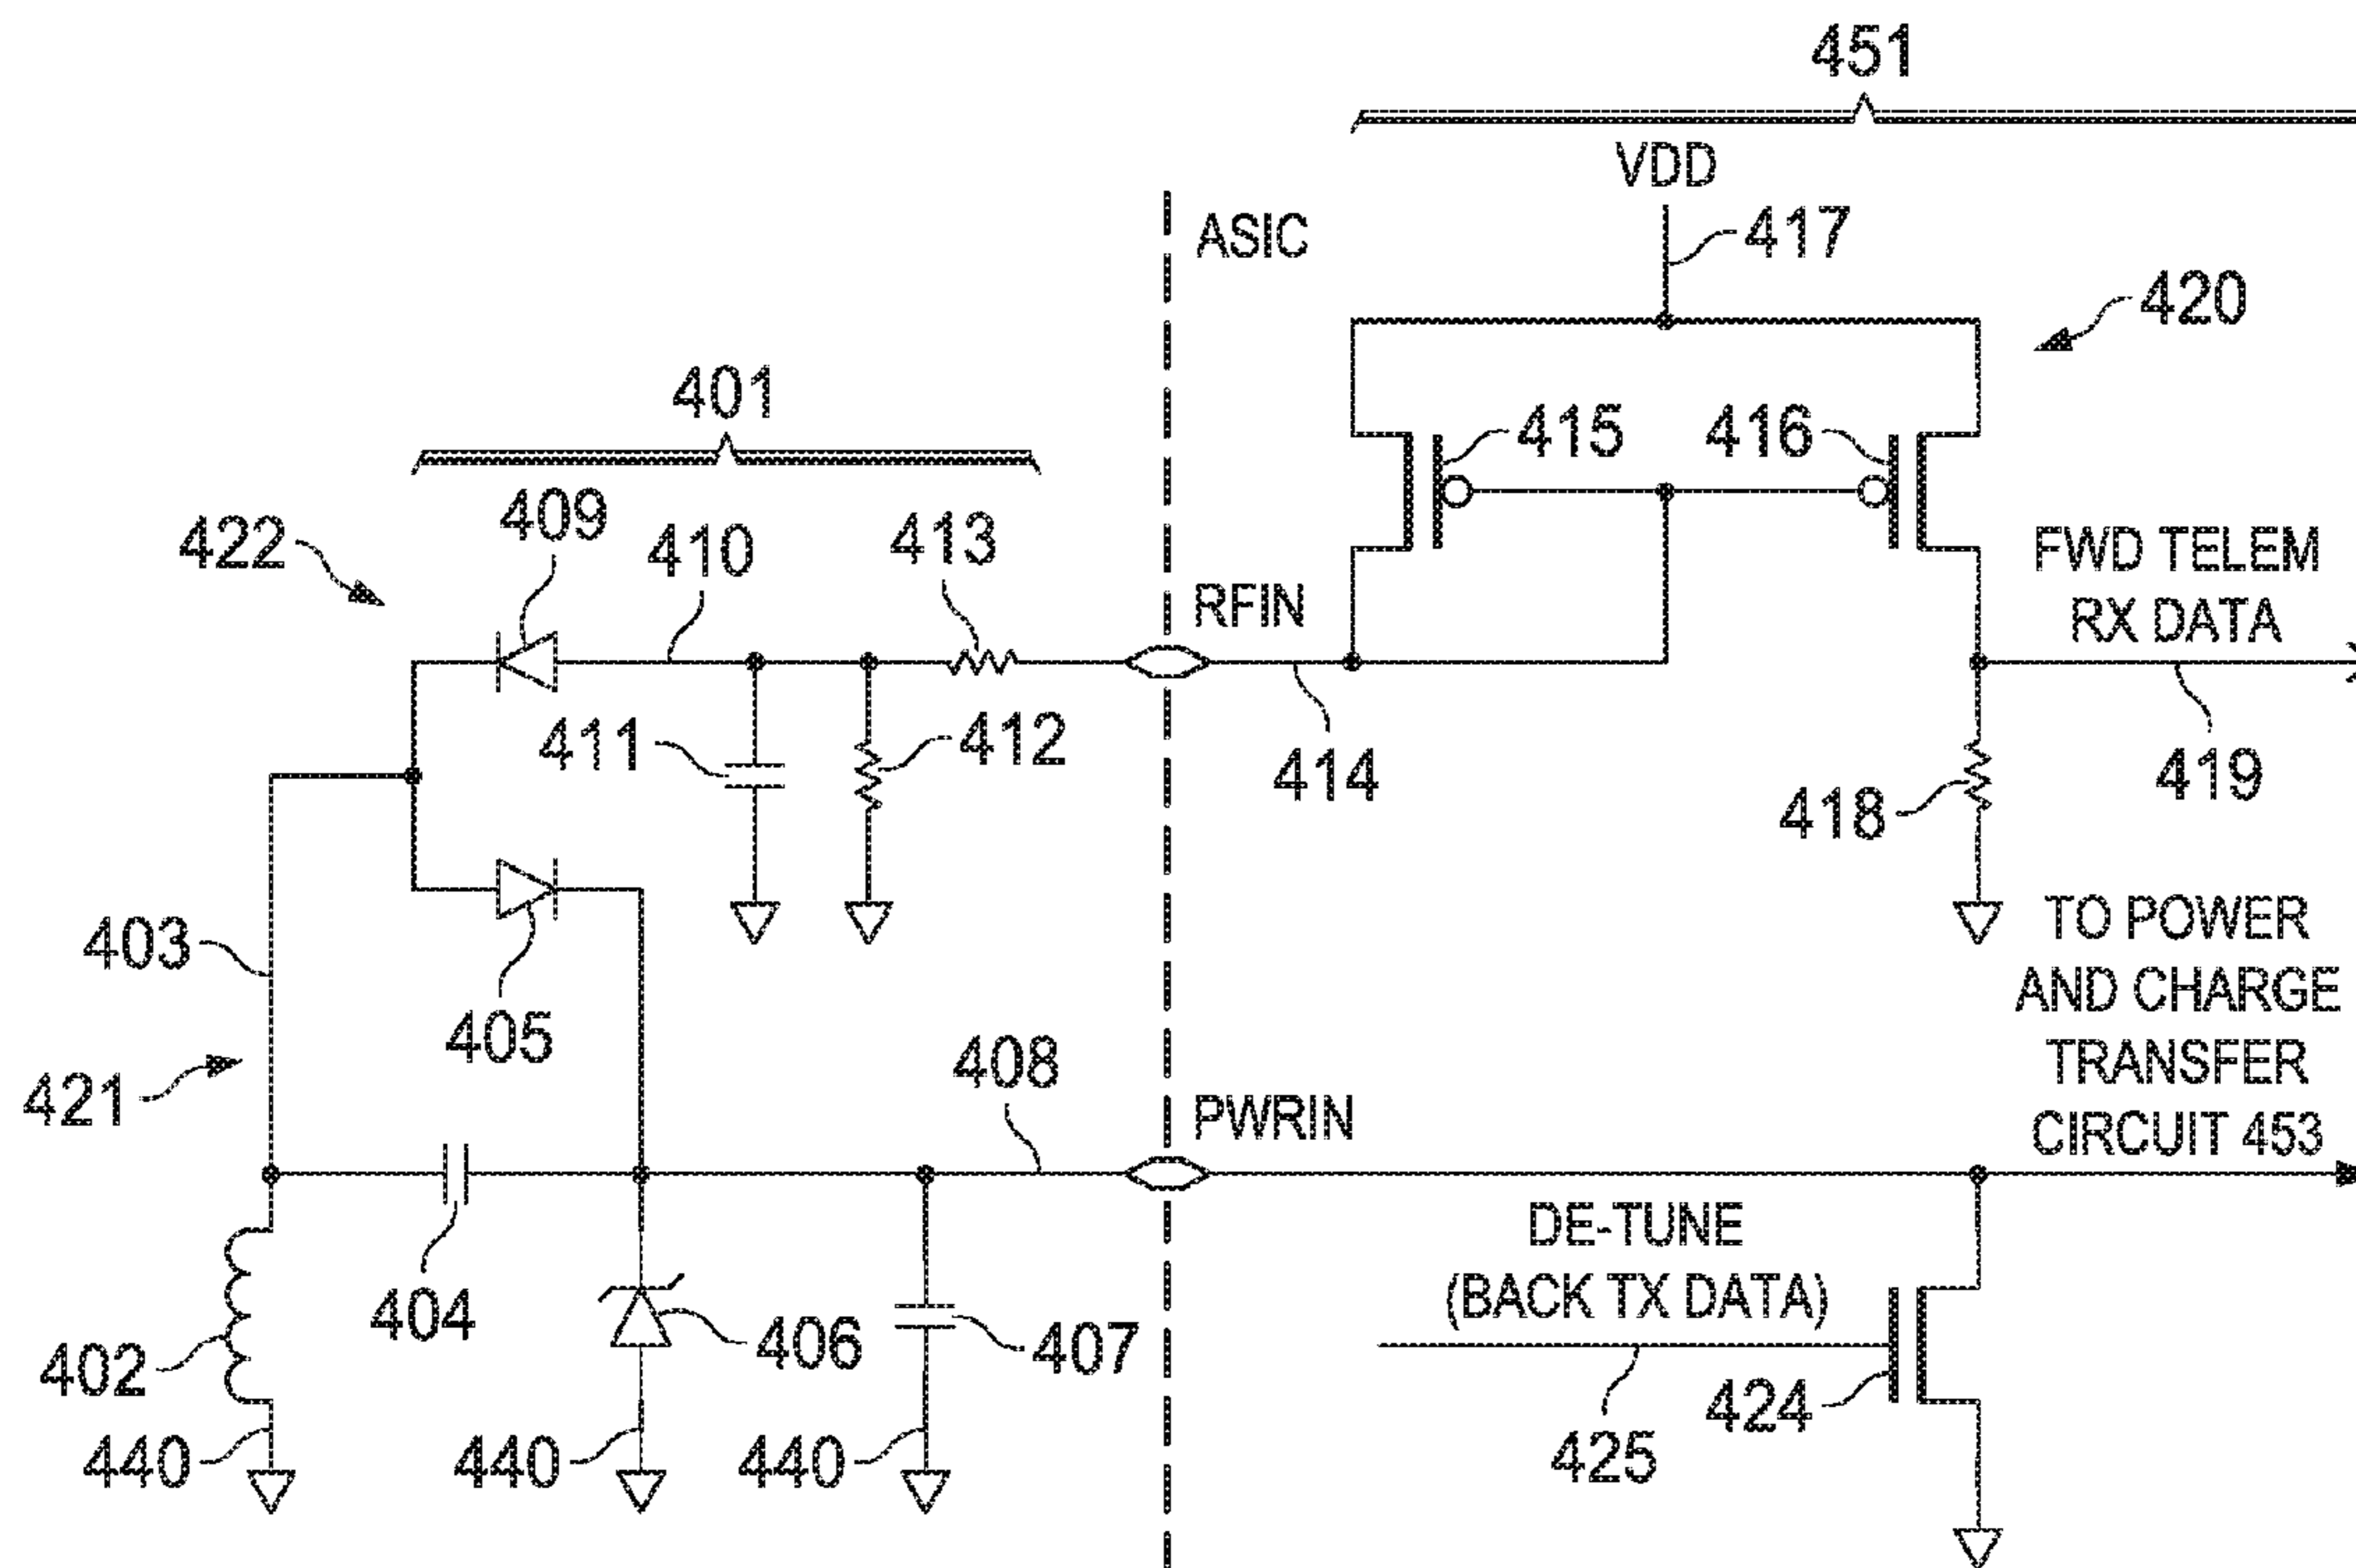 451
VDD
417
ASIC
420
401
415
416
409
422
410
413
FWD TELEM
RX DATA
RFIN
411
412
414
418
419
403
405
TO POWER
AND CHARGE
TRANSFER
CIRCUIT 453
408
421
PWRIN
DE-TUNE
(BACK TX DATA)
404
402
406
407
424
425
440
440
440